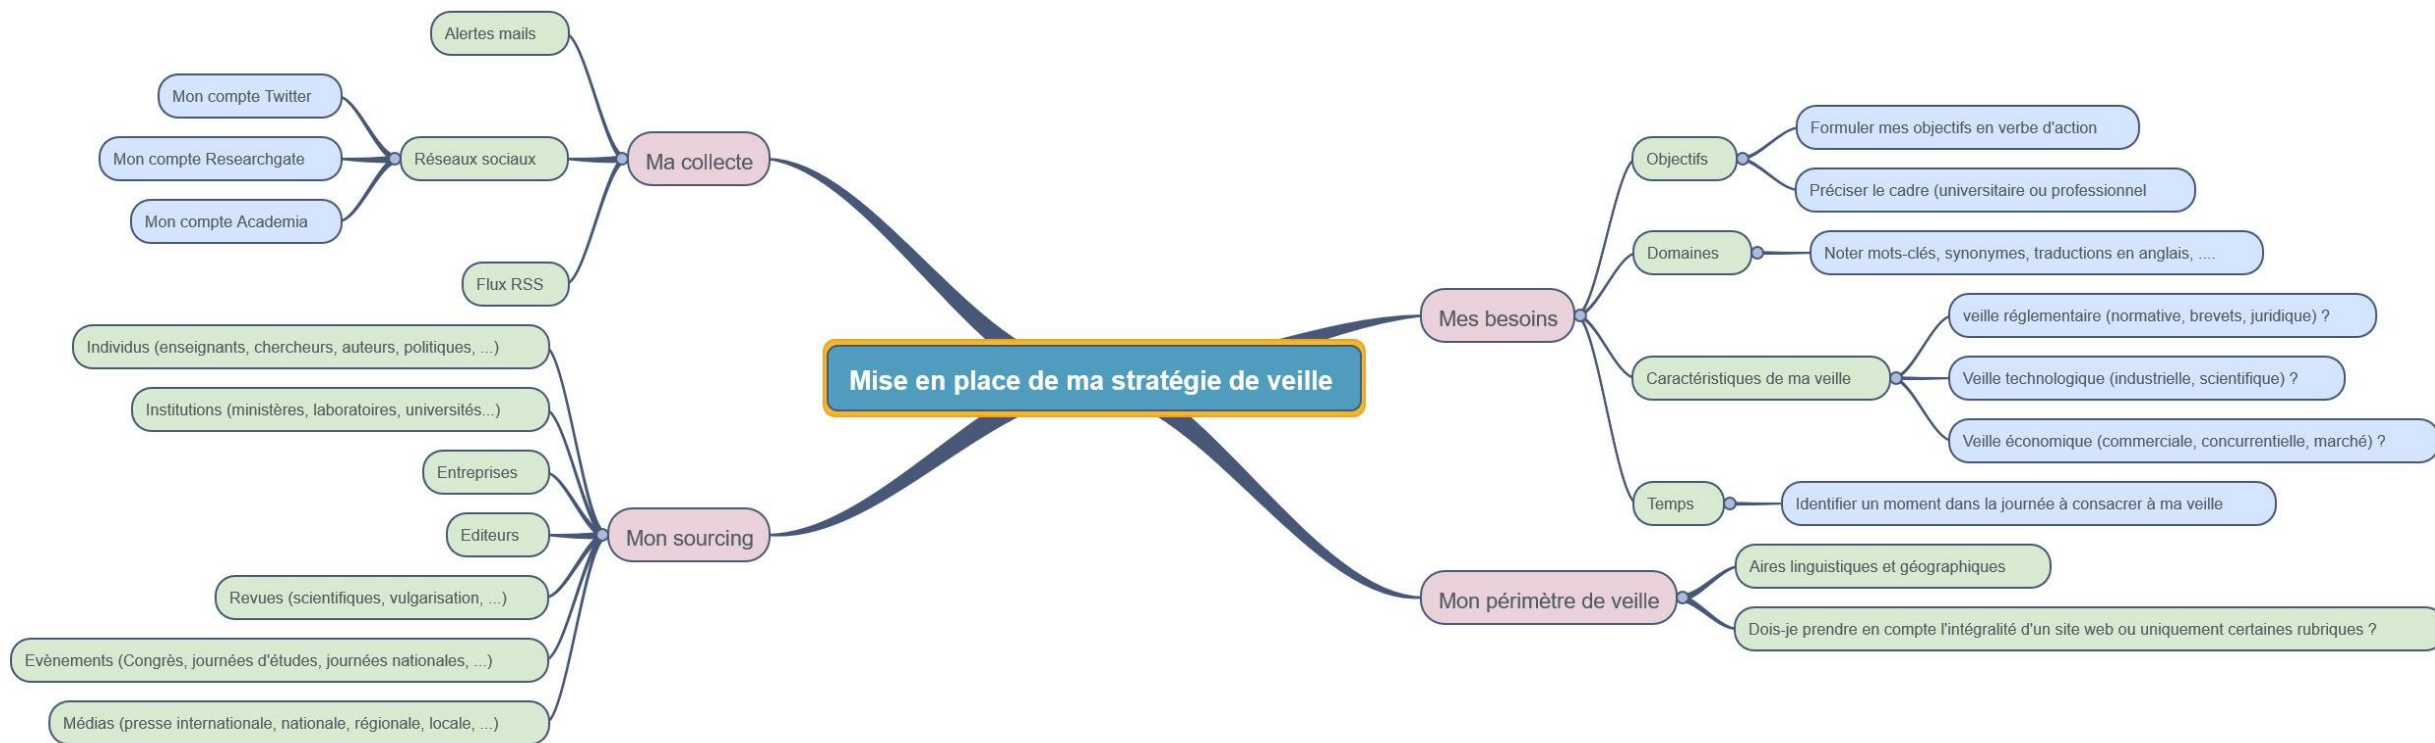 Mise en place de ma stratégie de veille
Ma collecte
Alertes mails
Réseaux sociaux
Mon compte Twitter
Mon compte Researchgate
Mon compte Academia
Flux RSS
Mon sourcing
Individus (enseignants, chercheurs, auteurs, politiques, ...)
Institutions (ministères, laboratoires, universités...)
Entreprises
Editeurs
Revues (scientifiques, vulgarisation, ...)
Evènements (Congrès, journées d'études, journées nationales, ...)
Médias (presse internationale, nationale, régionale, locale, ...)
Mes besoins
Objectifs
Formuler mes objectifs en verbe d'action
Préciser le cadre (universitaire ou professionnel
Domaines
Noter mots-clés, synonymes, traductions en anglais, ....
Caractéristiques de ma veille
veille réglementaire (normative, brevets, juridique) ?
Veille technologique (industrielle, scientifique) ?
Veille économique (commerciale, concurrentielle, marché) ?
Temps
Identifier un moment dans la journée à consacrer à ma veille
Mon périmètre de veille
Aires linguistiques et géographiques
Dois-je prendre en compte l'intégralité d'un site web ou uniquement certaines rubriques ?